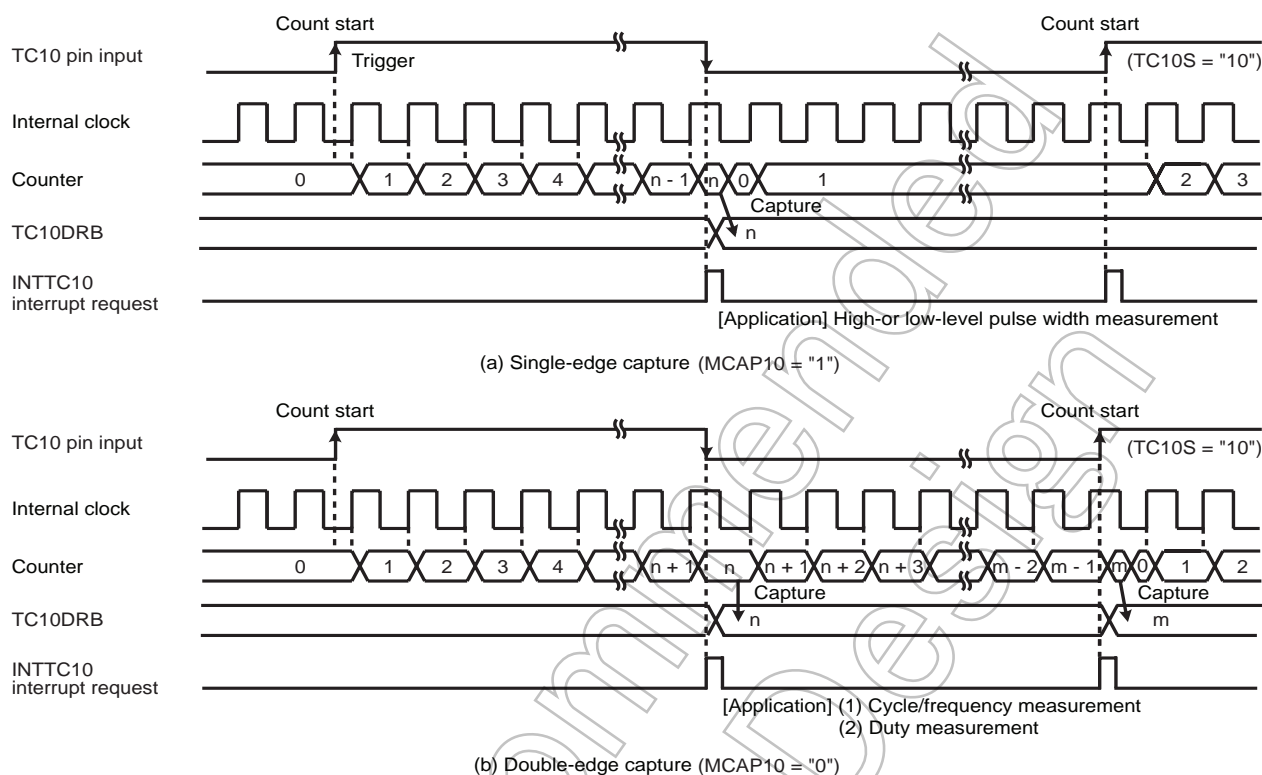 Count start Count start
TC10 pin input Trigger (TC10S = "10")
Internal clock
Counter 0 1 2 3 4 n - 1 n 0 1 2 3
Capture
TC10DRB n
INTTC10
interrupt request
[Application] High-or low-level pulse width measurement
(a) Single-edge capture (MCAP10 = "1")
Count start Count start
TC10 pin input (TC10S = "10")
Internal clock
Counter 0 1 2 3 4 n + 1 n n + 1 n + 2 n + 3 m - 2 m - 1 m 0 1 2
Capture Capture
TC10DRB n m
INTTC10
interrupt request
[Application] (1) Cycle/frequency measurement
(2) Duty measurement
(b) Double-edge capture (MCAP10 = "0")
ommended
Design